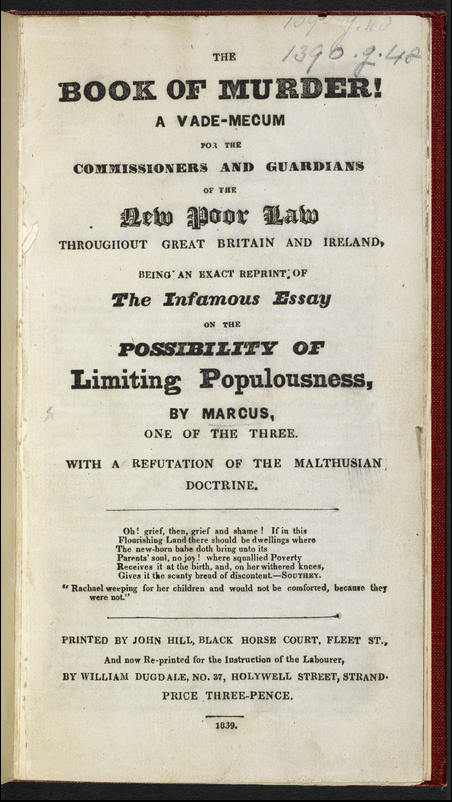 1390.g.48
THE
BOOK OF MURDER!
A VADE-MECUM
FOR THE
COMMISSIONERS AND GUARDIANS
OF THE
New Poor Law
THROUGHOUT GREAT BRITAIN AND IRELAND,
BEING AN EXACT REPRINT OF
The Infamous Essay
ON THE
POSSIBILITY OF
Limiting Populousness,
BY MARCUS,
ONE OF THE THREE.
WITH A REFUTATION OF THE MALTHUSIAN
DOCTRINE.
Oh! grief, then, grief and shame! If in this
Flourishing Land there should be dwellings where
The new-born babe doth bring unto its
Parents' soul, no joy! where squallied Poverty
Receives it at the birth, and, on her withered knees,
Gives it the scanty bread of discontent.—SOUTHEY.
"Rachael weeping for her children and would not be comforted, because they
were not."
PRINTED BY JOHN HILL, BLACK HORSE COURT, FLEET ST.,
And now Re-printed for the Instruction of the Labourer,
BY WILLIAM DUGDALE, NO. 37, HOLYWELL STREET, STRAND.
PRICE THREE-PENCE.
1839.